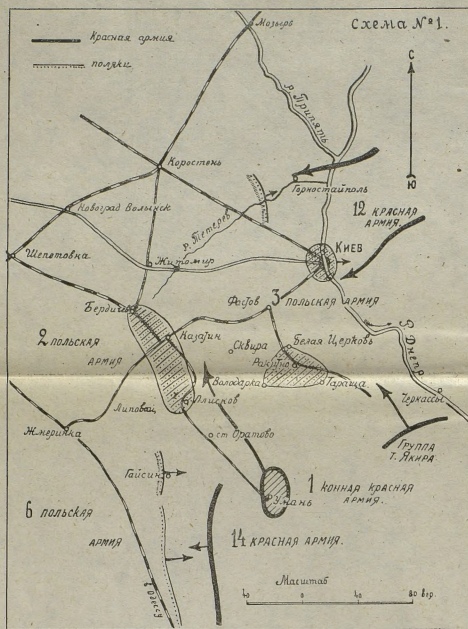 Схема №1.
Красная армия
поляки
Мозырь
р. Припять
С
Ю
Коростень
Горностайполь
Новоград Волынск
р. Тетерев
12 КРАСНАЯ
АРМИЯ.
Киев
Шепетовка
Житомир
Фастов
3 ПОЛЬСКАЯ АРМИЯ
Бердичев
2 ПОЛЬСКАЯ
АРМИЯ
Казатин
Сквира
Белая Церковь
Ракитно
р. Днепр
Володарка
Тараща
Черкассы
Липовец
Плисков
Жмеринка
ст Оратово
Группа
т. Якира
Гайсин
1 КОННАЯ КРАСНАЯ
АРМИЯ.
Умань
6 ПОЛЬСКАЯ
АРМИЯ
14 КРАСНАЯ АРМИЯ.
Масштаб
40 0 40 80 вер.